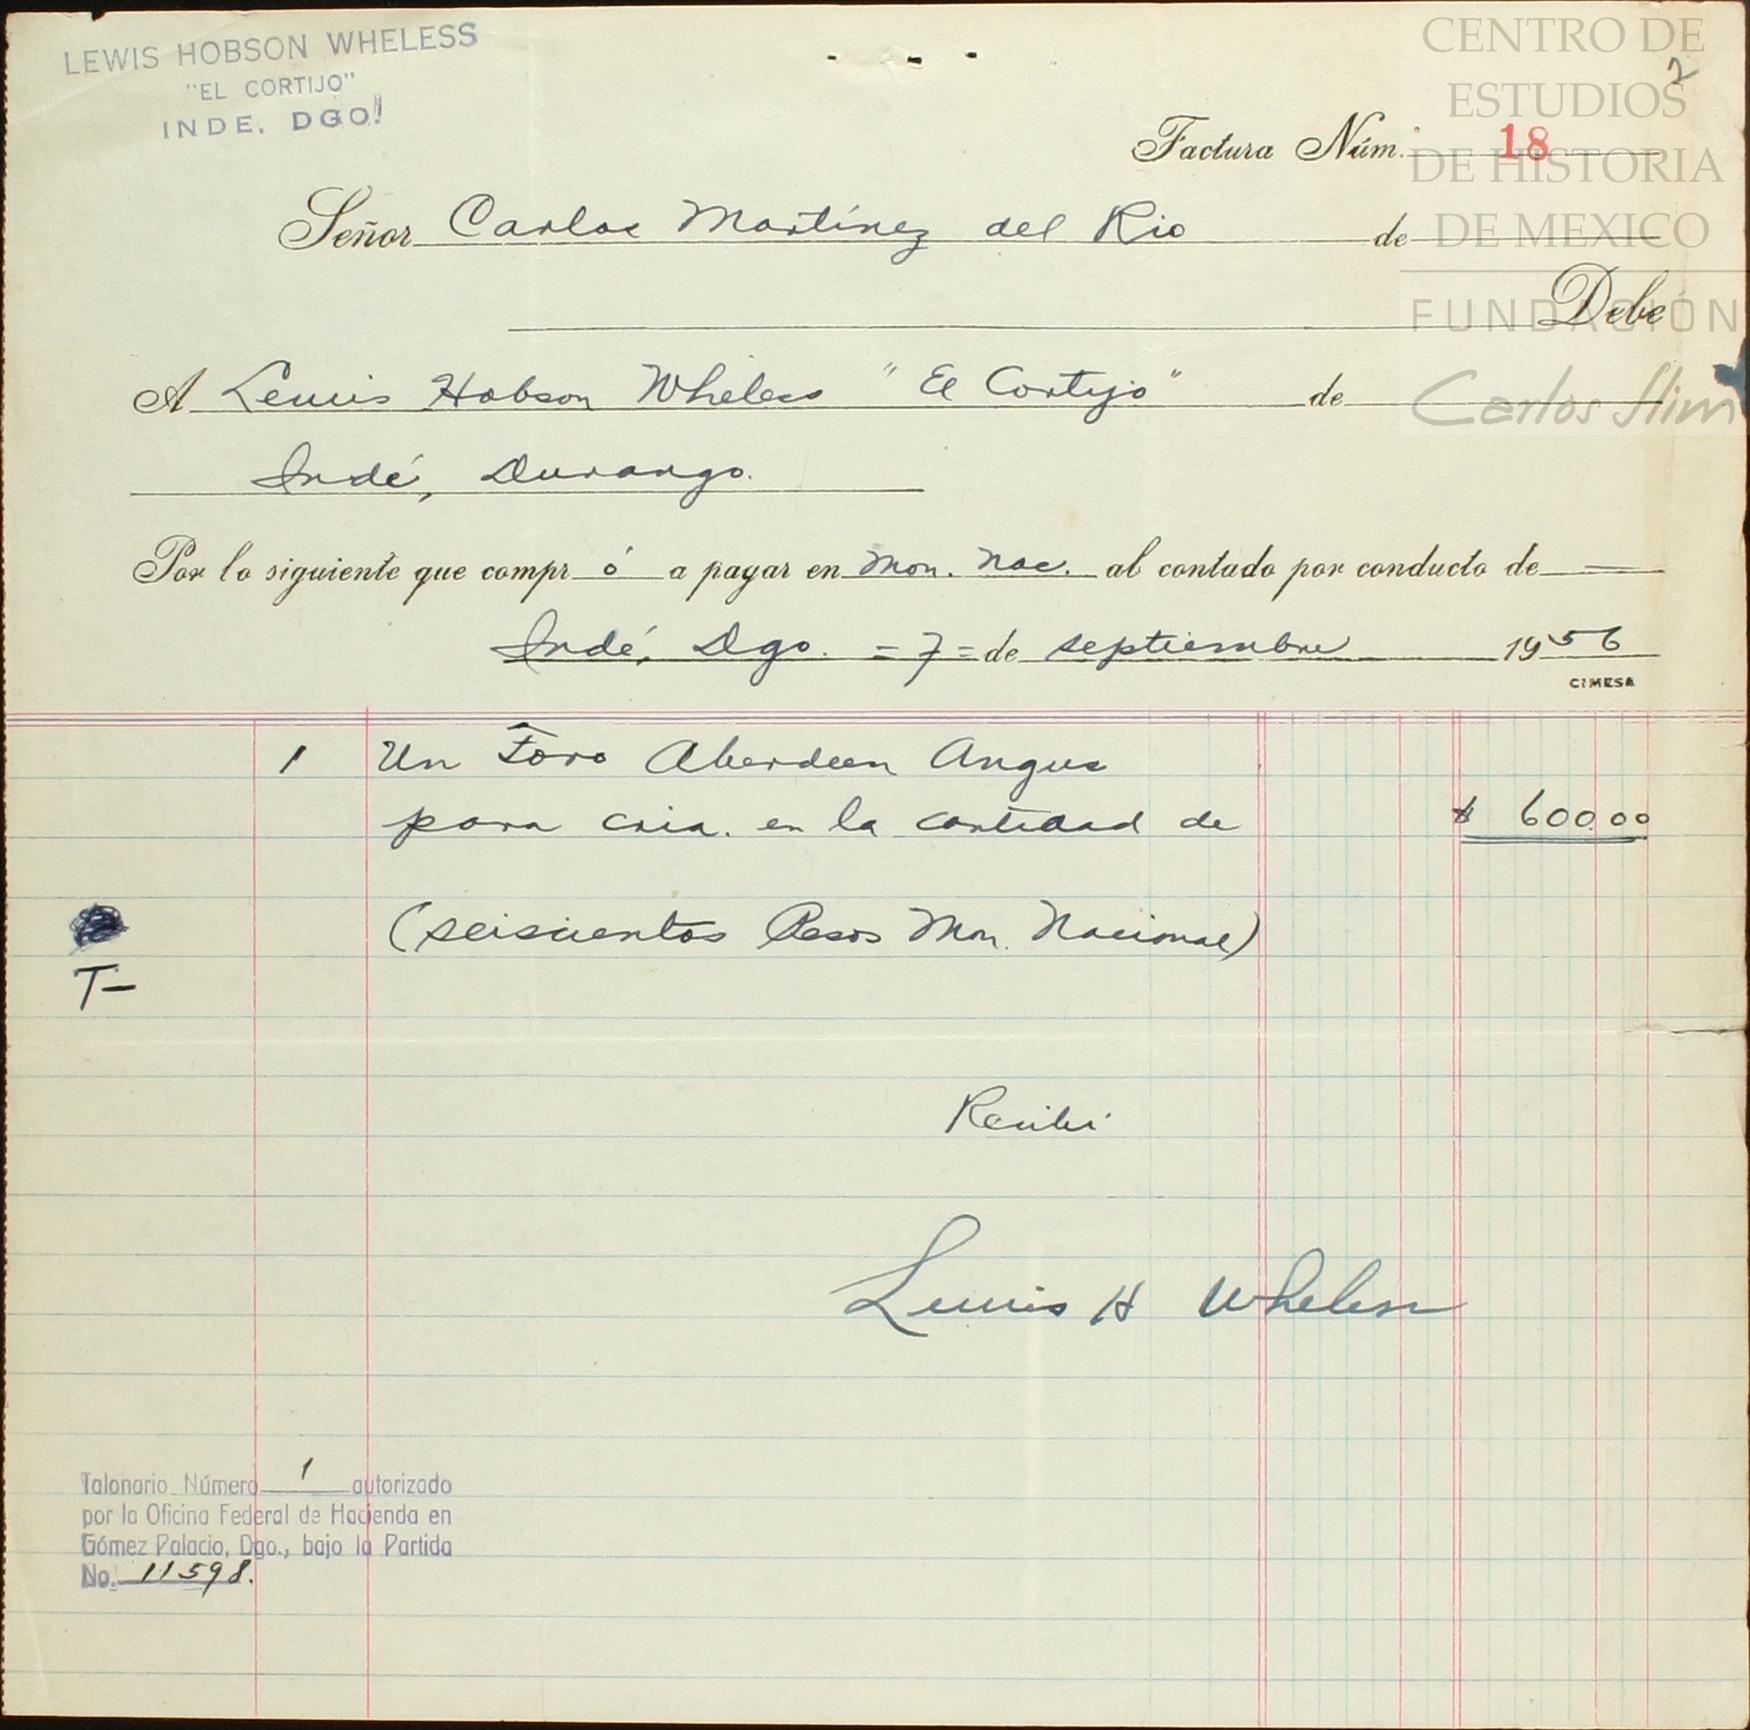 LEWIS HOBSON WHELESS
"EL CORTIJO"
INDE. DGO.
CENTRO DE
ESTUDIOS
DE HISTORIA
DE MEXICO
FUNDACIÓN
Carlos Slim
2
Factura Núm. 18
Señor Carlos Martínez del Rio de
Debe
A Lewis Hobson Wheless "El Cortijo" de
Indé, Durango.
Por lo siguiente que compr ó a pagar en Mon. Nac. al contado por conducto de —
Indé, Dgo. = 7 = de septiembre 1956
CIMESA
1 Un Toro Aberdeen Angus
para cria. en la cantidad de $ 600.00
(seiscientos Pesos Mon. Nacional)
T-
Recibí
Lewis H Wheless
Talonario Número 1 autorizado
por la Oficina Federal de Hacienda en
Gómez Palacio, Dgo., bajo la Partida
No. 11598.